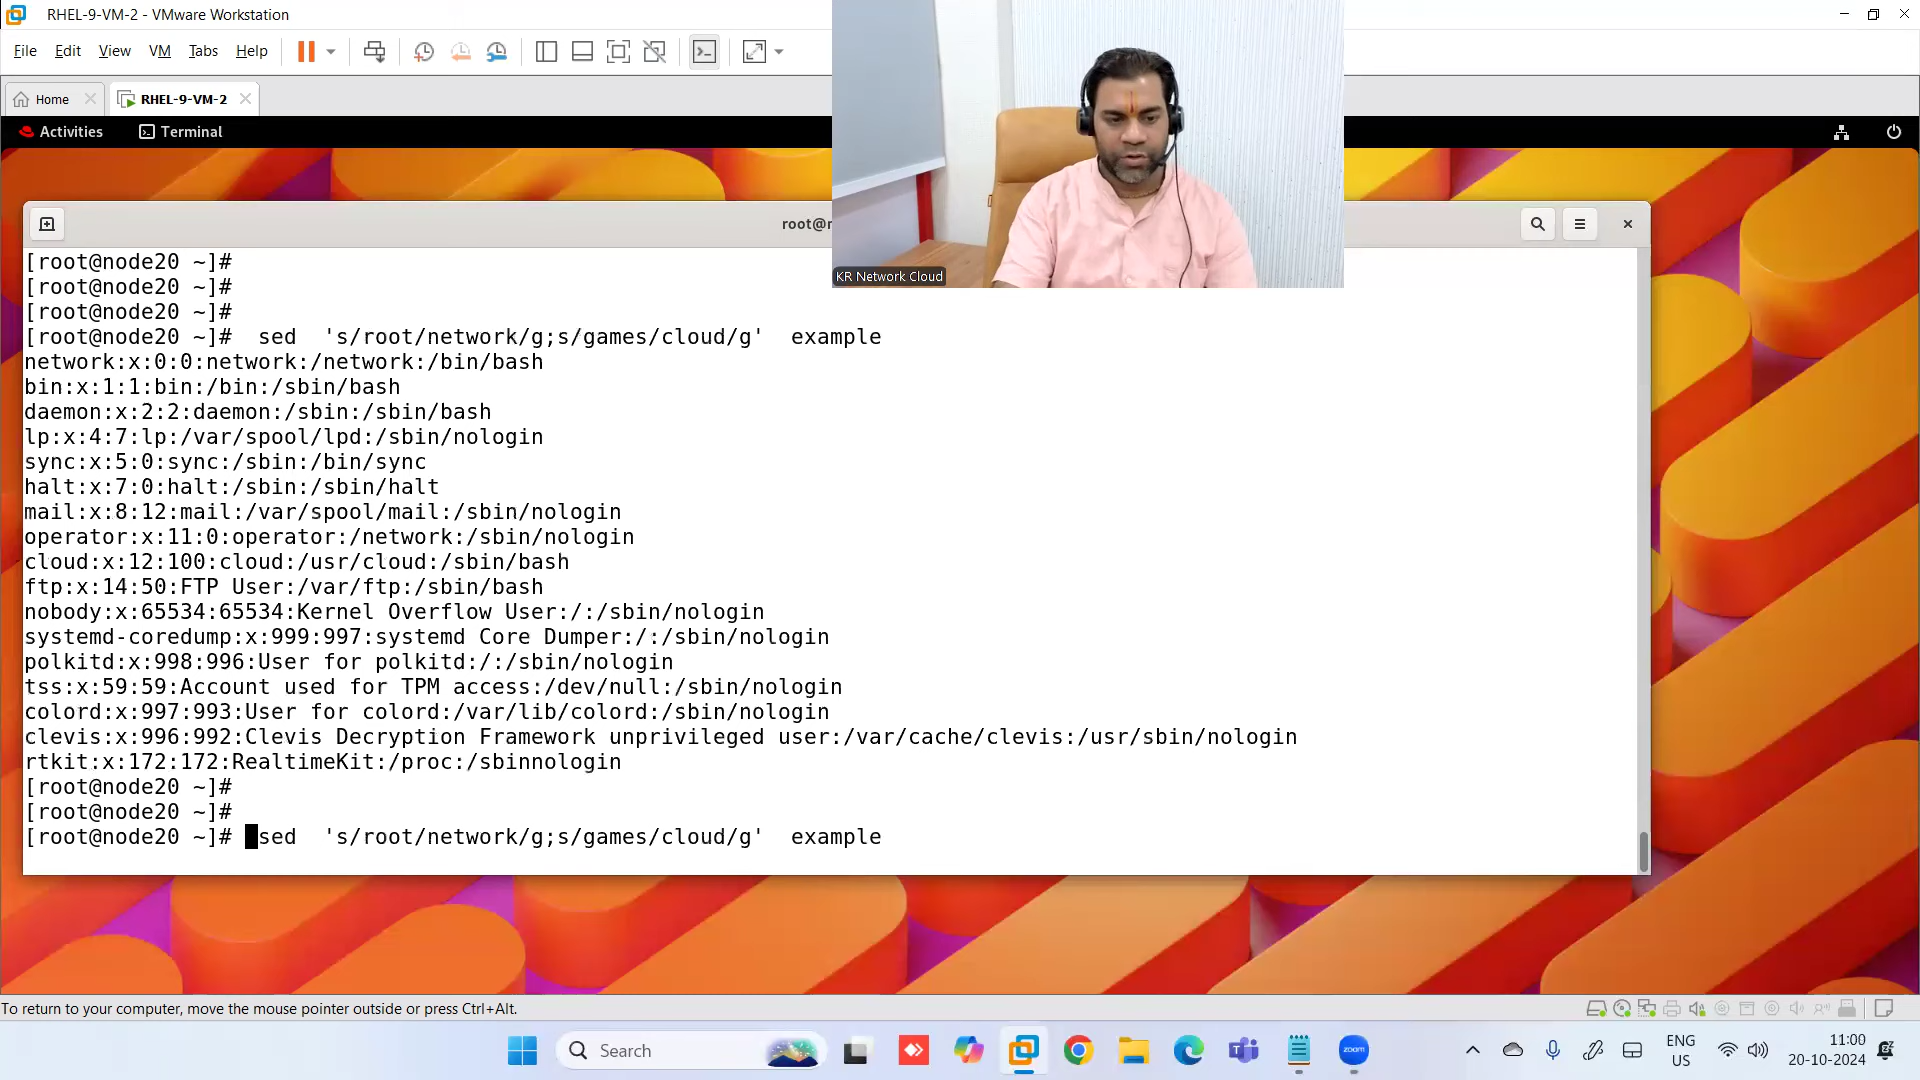 RHEL-9-VM-2 - VMware Workstation
File Edit View VM Tabs Help
Home
RHEL-9-VM-2
Activities Terminal
root@n
KR Network Cloud
[root@node20 ~]#
[root@node20 ~]#
[root@node20 ~]#
[root@node20 ~]#  sed  's/root/network/g;s/games/cloud/g'  example
network:x:0:0:network:/network:/bin/bash
bin:x:1:1:bin:/bin:/sbin/bash
daemon:x:2:2:daemon:/sbin:/sbin/bash
lp:x:4:7:lp:/var/spool/lpd:/sbin/nologin
sync:x:5:0:sync:/sbin:/bin/sync
halt:x:7:0:halt:/sbin:/sbin/halt
mail:x:8:12:mail:/var/spool/mail:/sbin/nologin
operator:x:11:0:operator:/network:/sbin/nologin
cloud:x:12:100:cloud:/usr/cloud:/sbin/bash
ftp:x:14:50:FTP User:/var/ftp:/sbin/bash
nobody:x:65534:65534:Kernel Overflow User:/:/sbin/nologin
systemd-coredump:x:999:997:systemd Core Dumper:/:/sbin/nologin
polkitd:x:998:996:User for polkitd:/:/sbin/nologin
tss:x:59:59:Account used for TPM access:/dev/null:/sbin/nologin
colord:x:997:993:User for colord:/var/lib/colord:/sbin/nologin
clevis:x:996:992:Clevis Decryption Framework unprivileged user:/var/cache/clevis:/usr/sbin/nologin
rtkit:x:172:172:RealtimeKit:/proc:/sbinnologin
[root@node20 ~]#
[root@node20 ~]#
[root@node20 ~]#  sed  's/root/network/g;s/games/cloud/g'  example
To return to your computer, move the mouse pointer outside or press Ctrl+Alt.
Search
zoom
ENG
US
11:00
20-10-2024